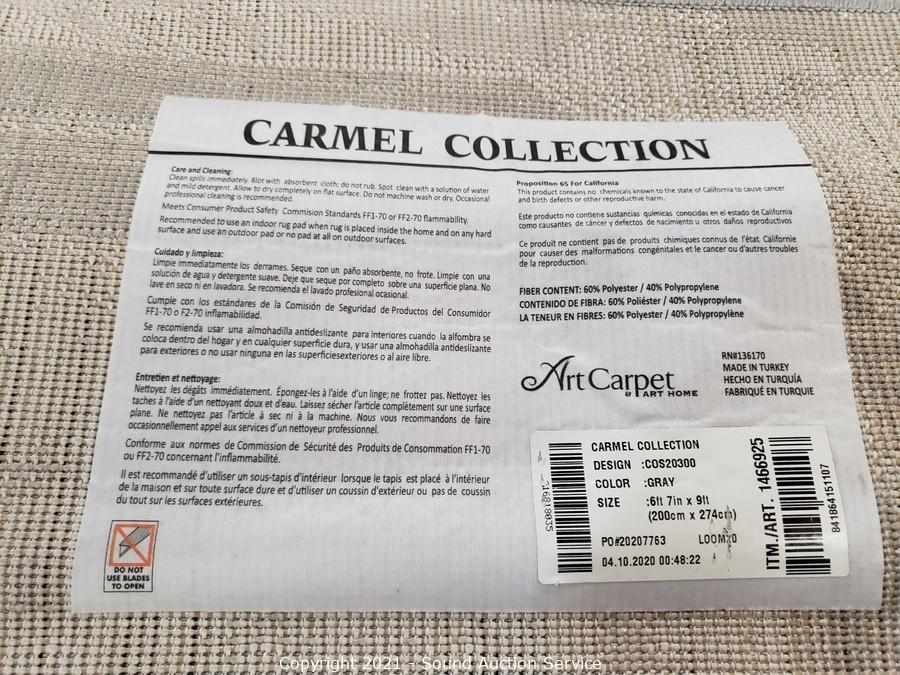 CARMEL COLLECTION
Care and Cleaning:
Clean spills immediately. Blot with absorbent cloth; do not rub. Spot clean with a solution of water
and mild detergent. Allow to dry completely on flat surface. Do not machine wash or dry. Occasional
professional cleaning is recommended.
Meets Consumer Product Safety Commision Standards FF1-70 or FF2-70 flammability.
Recommended to use an indoor rug pad when rug is placed inside the home and on any hard
surface and use an outdoor pad or no pad at all on outdoor surfaces.
Cuidado y limpieza:
Limpie immediatamente los derrames. Seque con un paño absorbente, no frote. Limpie con una
solución de agua y detergente suave. Deje que seque por completo sobre una superficie plana. No
lave en seco ni en lavadora. Se recomienda el lavado profesional ocasional.
Cumpie con los estándares de la Comisión de Seguridad de Productos del Consumidor
FF1-70 o F2-70 inflamabilidad.
Se recomienda usar una almohadilla antideslizante para interiores cuando la alfombra se
coloca dentro del hogar y en cualquier superficie dura, y usar una almohadilla antideslizante
para exteriores o no usar ninguna en las superficiesexteriores o al aire libre.
Entretien et nettoyage:
Nettoyez les dégâts immédiatement. Épongez-les à l'aide d'un linge; ne frottez pas. Nettoyez les
taches à l'aide d'un nettoyant doux et d'eau. Laissez sécher l'article complètement sur une surface
plane. Ne nettoyez pas l'article à sec ni à la machine. Nous vous recommandons de faire
occasionnellement appel aux services d'un nettoyeur professionnel.
Conforme aux normes de Commission de Sécurité des Produits de Consommation FF1-70
ou FF2-70 concernant l'inflammabilité.
Il est recommandé d'utiliser un sous-tapis d'intérieur lorsque le tapis est placé à l'intérieur
de la maison et sur toute surface dure et d'utiliser un coussin d'extérieur ou pas de coussin
du tout sur les surfaces extérieures.
DO NOT
USE BLADES
TO OPEN
Proposition 65 For California
This product contains no chemicals known to the state of California to cause cancer
and birth defects or other reproductive harm.
Este producto no contiene sustancias químicas conocidas en el estado de California
como causantes de cáncer y defectos de nacimiento u otros daños reproductivos
Ce produit ne contient pas de produits chimiques connus de l'état Californie
pour causer des malformations congénitales et le cancer ou d'autres troubles
de la reproduction.
FIBER CONTENT: 60% Polyester / 40% Polypropylene
CONTENIDO DE FIBRA: 60% Poliéster / 40% Polypropylene
LA TENEUR EN FIBRES: 60% Polyester / 40% Polypropylène
Art Carpet
& ART HOME
RN#136170
MADE IN TURKEY
HECHO EN TURQUÍA
FABRIQUÉ EN TURQUIE
CARMEL COLLECTION
DESIGN :COS20300
COLOR :GRAY
SIZE :6ft 7in x 9ft
(200cm x 274cm)
PO#20207763
04.10.2020 00:48:22
ITM./ART. 1466925
841864151107
Copyright 2021 - Sound Auction Service